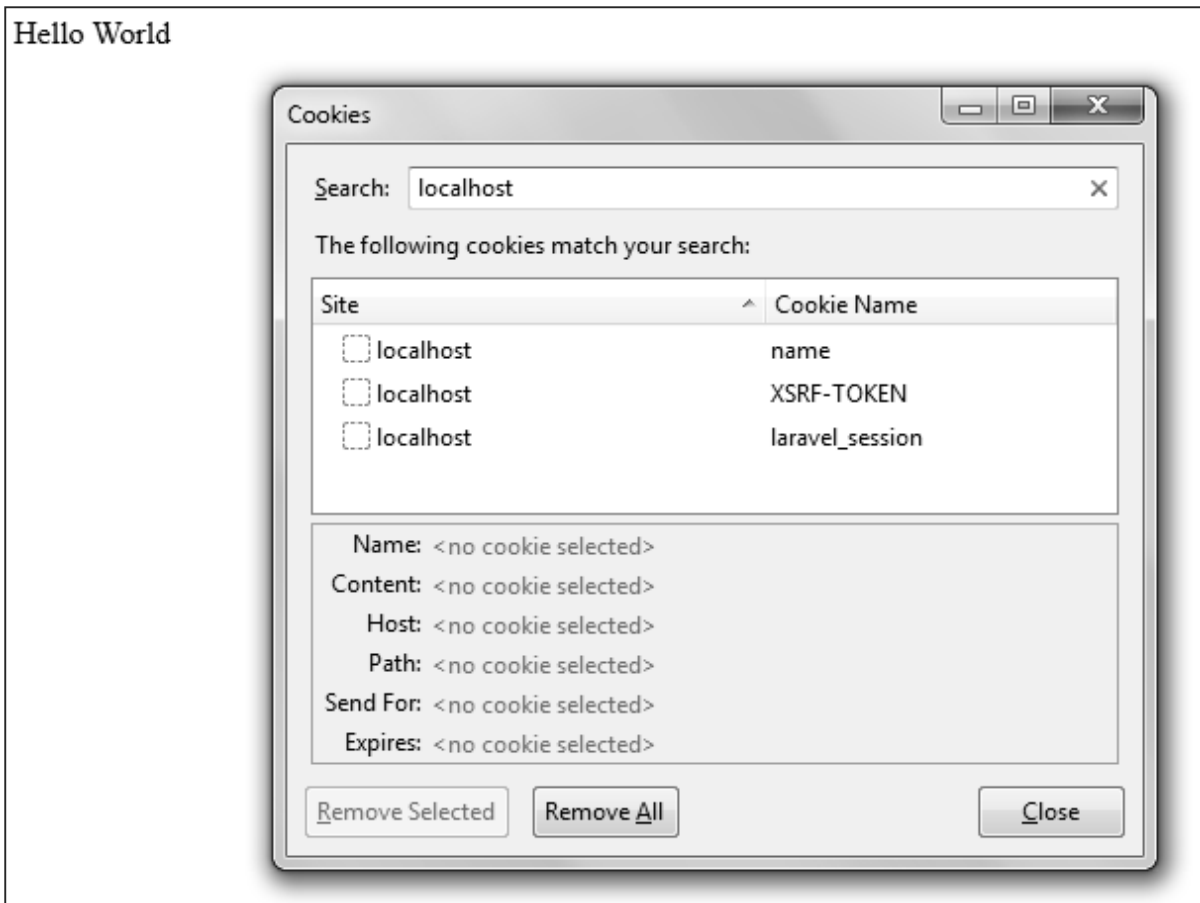 Hello World
Cookies
Search: localhost
The following cookies match your search:
Site Cookie Name
localhost name
localhost XSRF-TOKEN
localhost laravel_session
Name: <no cookie selected>
Content: <no cookie selected>
Host: <no cookie selected>
Path: <no cookie selected>
Send For: <no cookie selected>
Expires: <no cookie selected>
Remove Selected Remove All Close